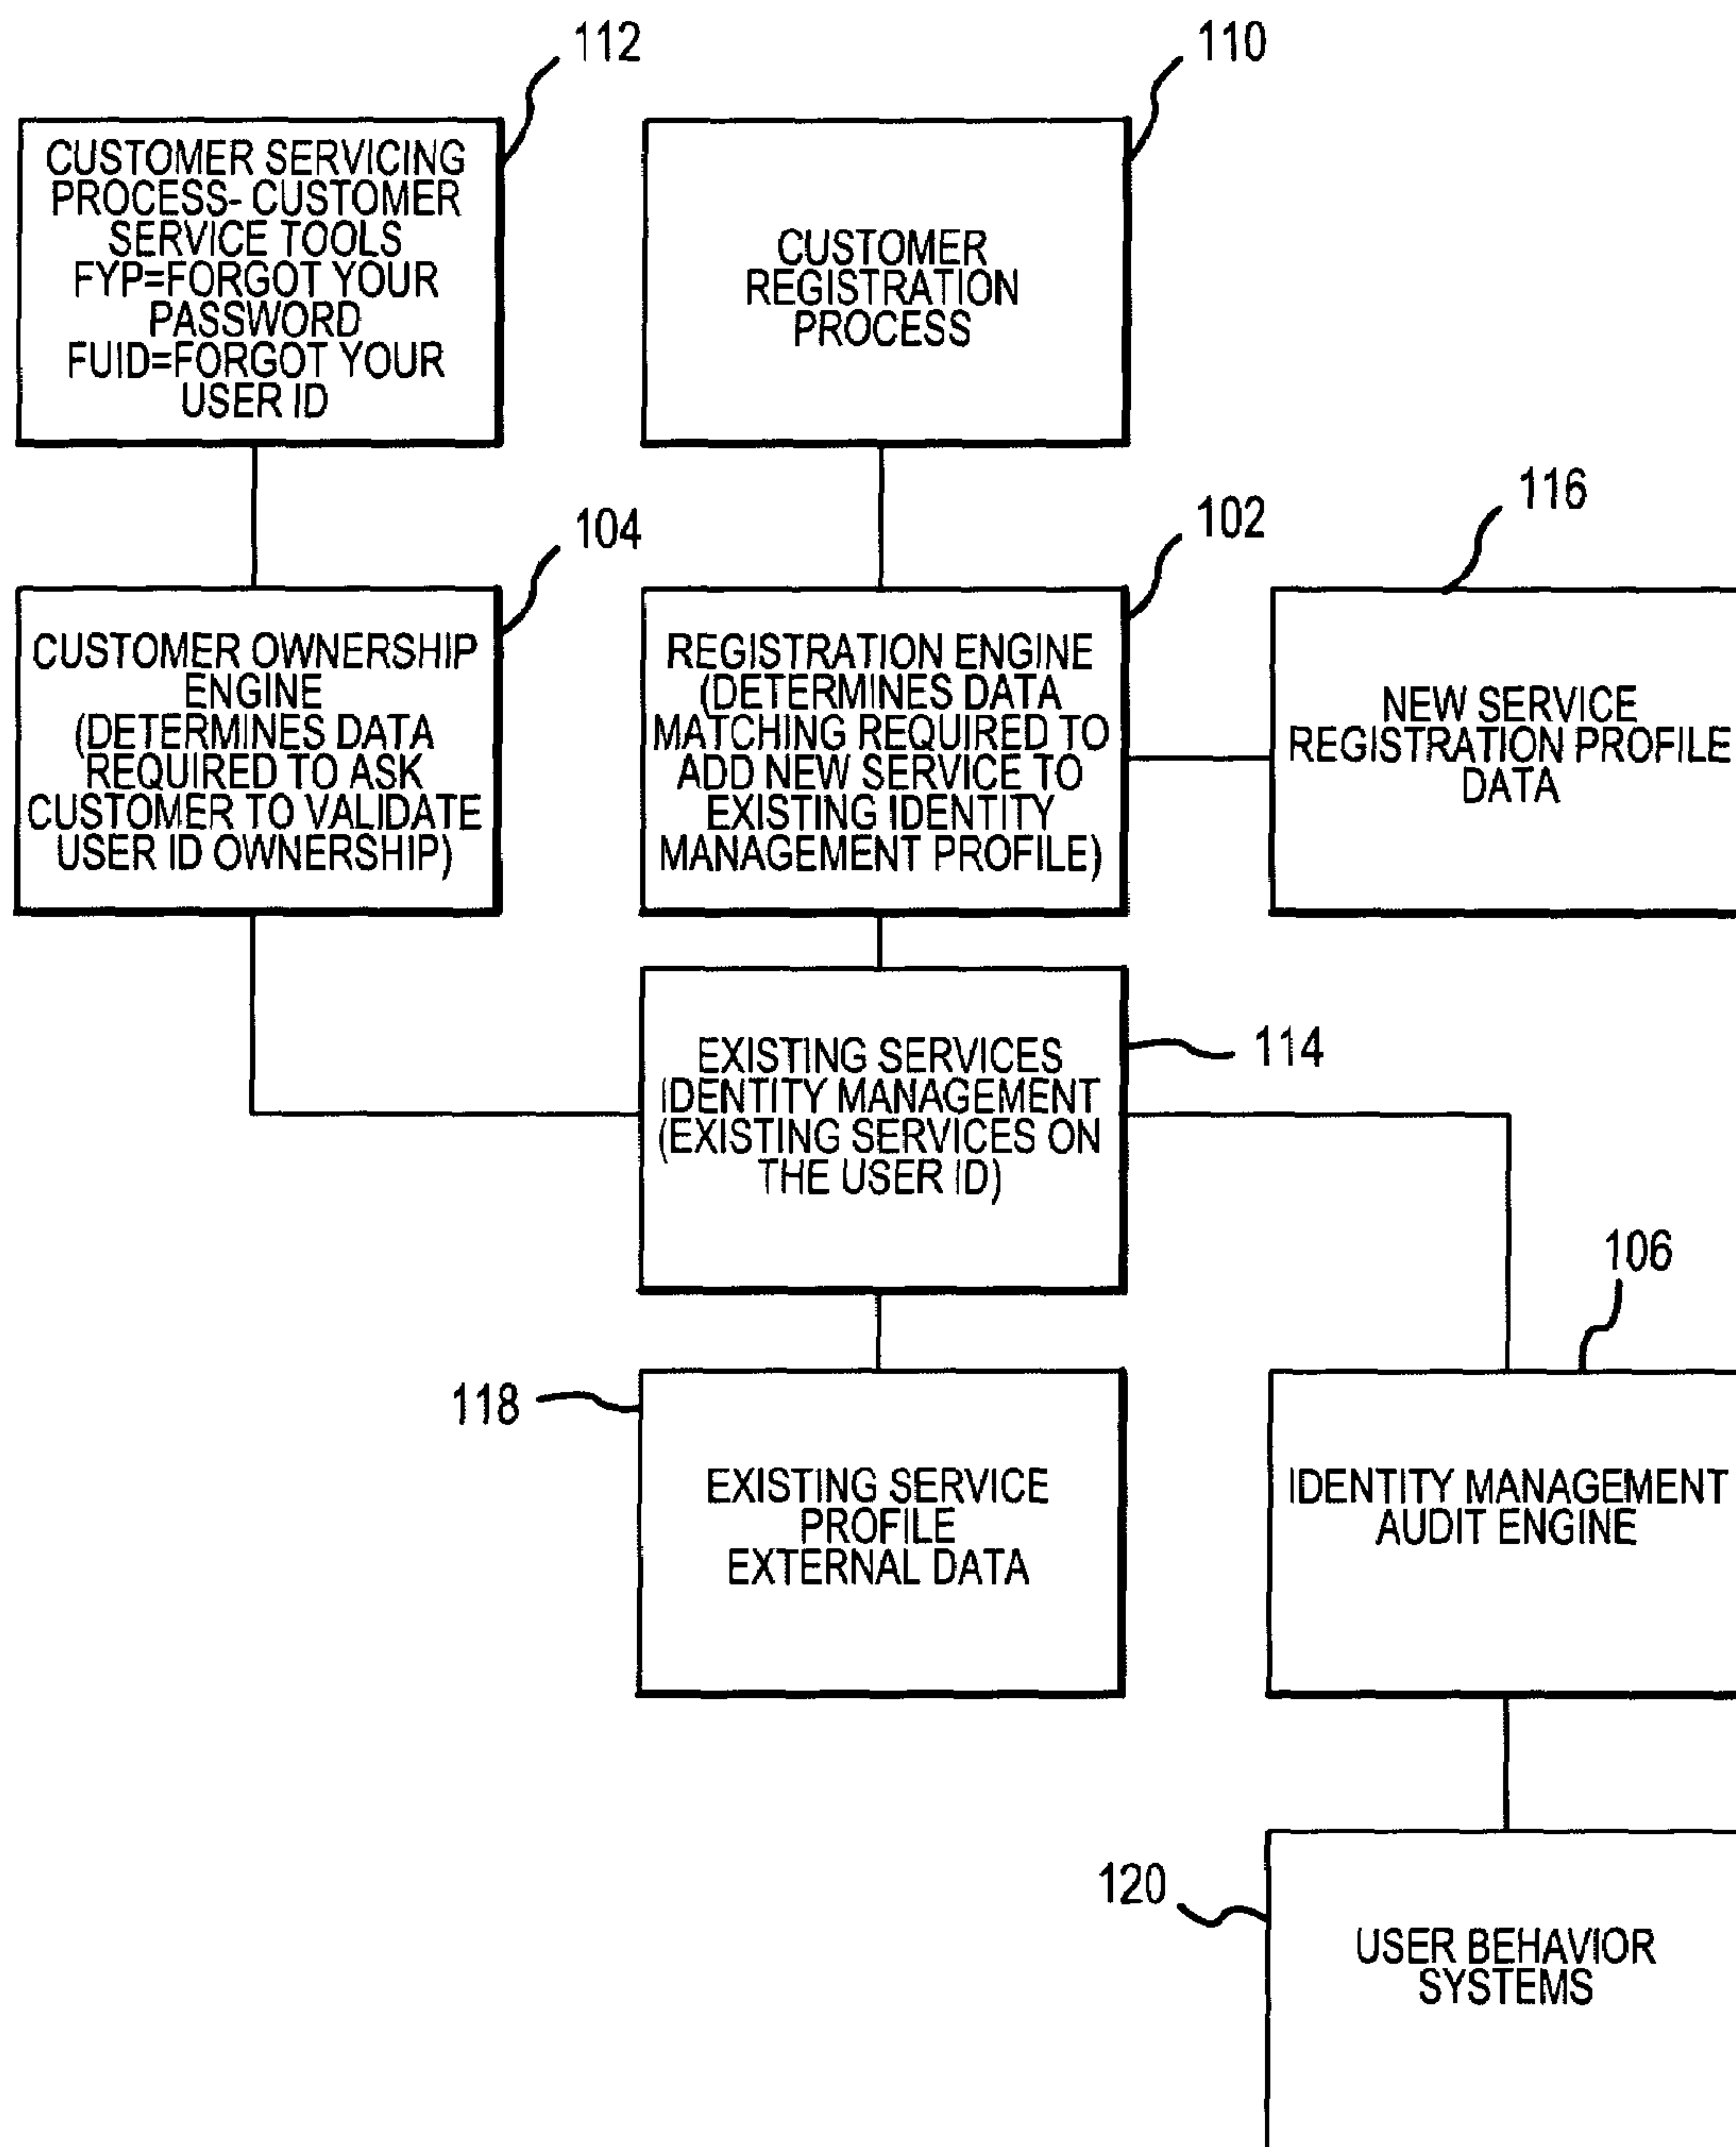 112
110
CUSTOMER SERVICING
PROCESS- CUSTOMER
SERVICE TOOLS
FYP=FORGOT YOUR
PASSWORD
FUID=FORGOT YOUR
USER ID
CUSTOMER
REGISTRATION
PROCESS
104
102
116
CUSTOMER OWNERSHIP
ENGINE
(DETERMINES DATA
REQUIRED TO ASK
CUSTOMER TO VALIDATE
USER ID OWNERSHIP)
REGISTRATION ENGINE
(DETERMINES DATA
MATCHING REQUIRED TO
ADD NEW SERVICE TO
EXISTING IDENTITY
MANAGEMENT PROFILE)
NEW SERVICE
REGISTRATION PROFILE
DATA
EXISTING SERVICES
IDENTITY MANAGEMENT
(EXISTING SERVICES ON
THE USER ID)
114
106
118
EXISTING SERVICE
PROFILE
EXTERNAL DATA
IDENTITY MANAGEMENT
AUDIT ENGINE
120
USER BEHAVIOR
SYSTEMS